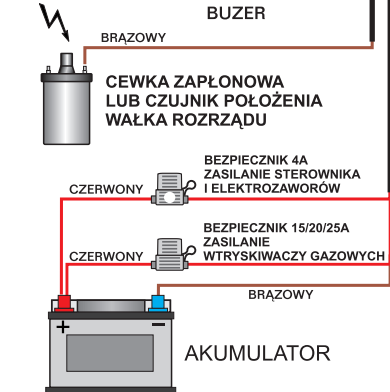 BUZER
BRĄZOWY
CEWKA ZAPŁONOWA
LUB CZUJNIK POŁOŻENIA
WAŁKA ROZRZĄDU
BEZPIECZNIK 4A
ZASILANIE STEROWNIKA
I ELEKTROZAWORÓW
CZERWONY
BEZPIECZNIK 15/20/25A
ZASILANIE
WTRYSKIWACZY GAZOWYCH
CZERWONY
BRĄZOWY
+ −
AKUMULATOR